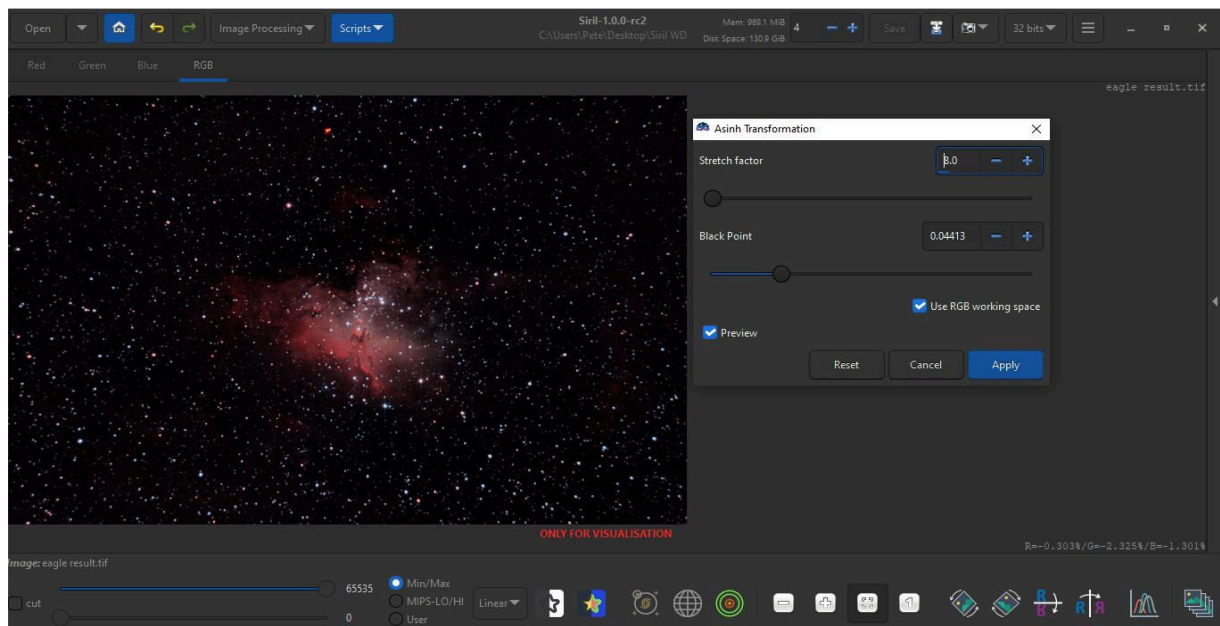 Open
Image Processing
Scripts
Siril-1.0.0-rc2
C:\Users\Pete\Desktop\Siril WD
Mem: 969.1 MiB
Disk Space: 130.9 GiB
4
Save
32 bits
Red Green Blue RGB
eagle result.tif
Asinh Transformation
Stretch factor
8.0
Black Point
0.04413
Use RGB working space
Preview
Reset Cancel Apply
ONLY FOR VISUALISATION
R=-0.303%/G=-2.325%/B=-1.301%
Image: eagle result.tif
cut
65535
0
Min/Max
MIPS-LO/HI
User
Linear
1
R R
R R